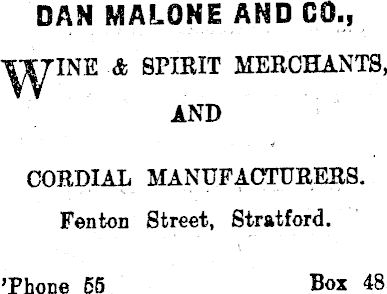 DAN MALONE AND CO.,
WINE & SPIRIT MERCHANTS,
AND
CORDIAL MANUFACTURERS.
Fenton Street, Stratford.
'Phone 55 Box 48